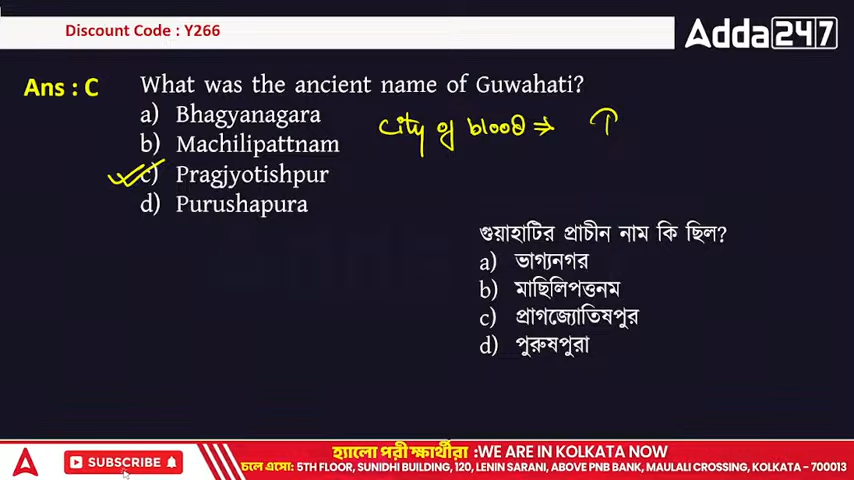 Discount Code : Y266
Adda247
Ans : C
What was the ancient name of Guwahati?
a) Bhagyanagara
b) Machilipattnam
c) Pragjyotishpur
d) Purushapura
City of blood ⇒
গুয়াহাটির প্রাচীন নাম কি ছিল?
a) ভাগ্যনগর
b) মাছিলিপত্তনম
c) প্রাগজ্যোতিষপুর
d) পুরুষপুরা
SUBSCRIBE
হ্যালো পরীক্ষার্থীরা :WE ARE IN KOLKATA NOW
চলে এসো: 5TH FLOOR, SUNIDHI BUILDING, 120, LENIN SARANI, ABOVE PNB BANK, MAULALI CROSSING, KOLKATA - 700013